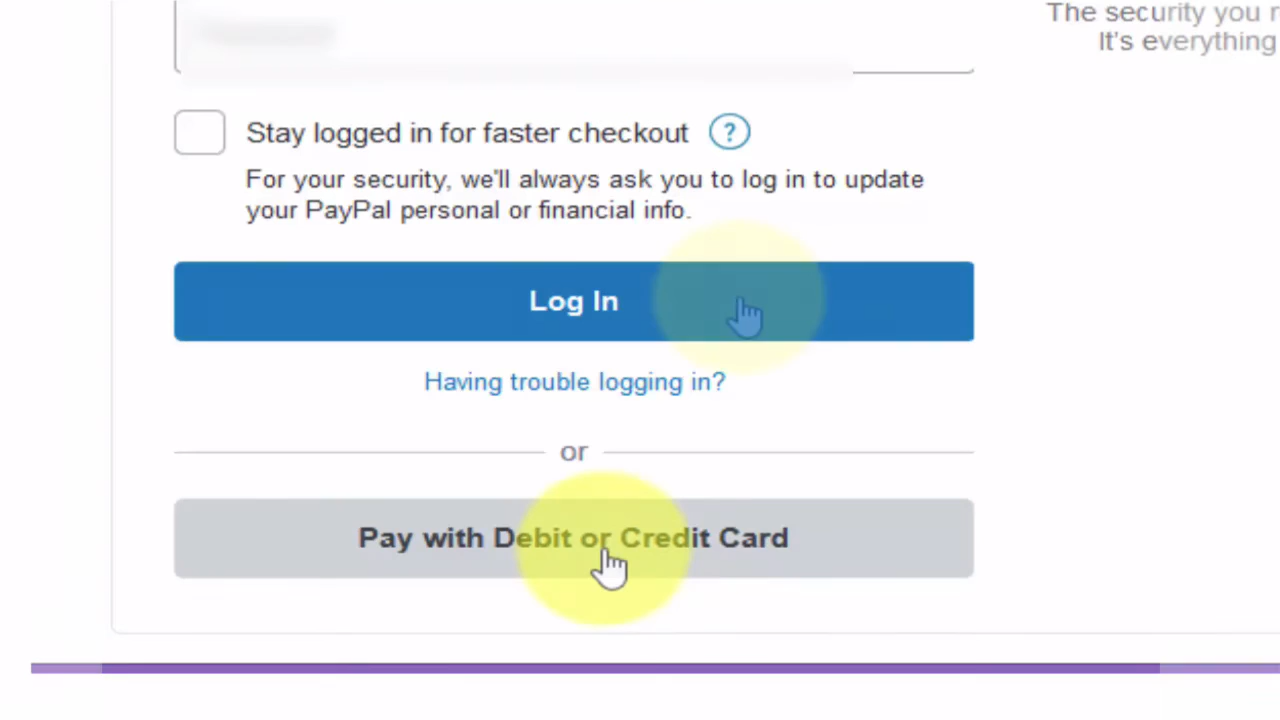 The security you
It's everything
Stay logged in for faster checkout ?
For your security, we'll always ask you to log in to update
your PayPal personal or financial info.
Log In
Having trouble logging in?
or
Pay with Debit or Credit Card